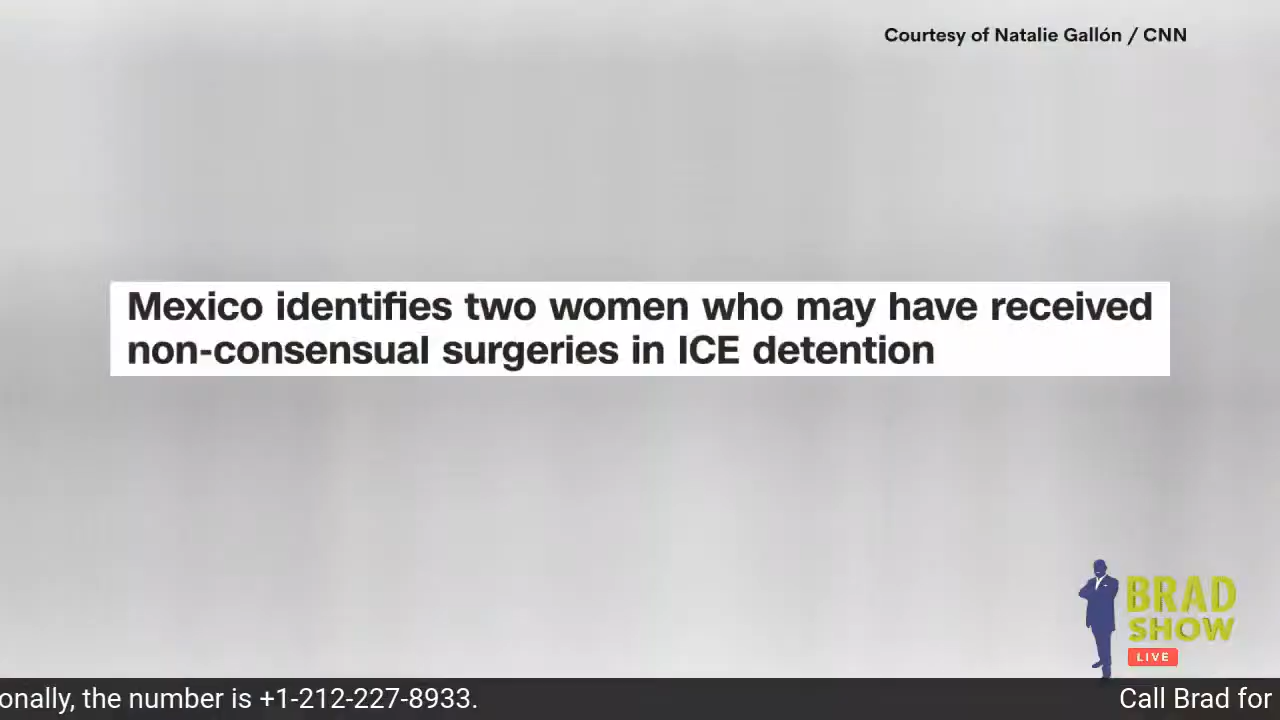 Courtesy of Natalie Gallón / CNN
Mexico identifies two women who may have received
non-consensual surgeries in ICE detention
BRAD
SHOW
LIVE
onally, the number is +1-212-227-8933. Call Brad for